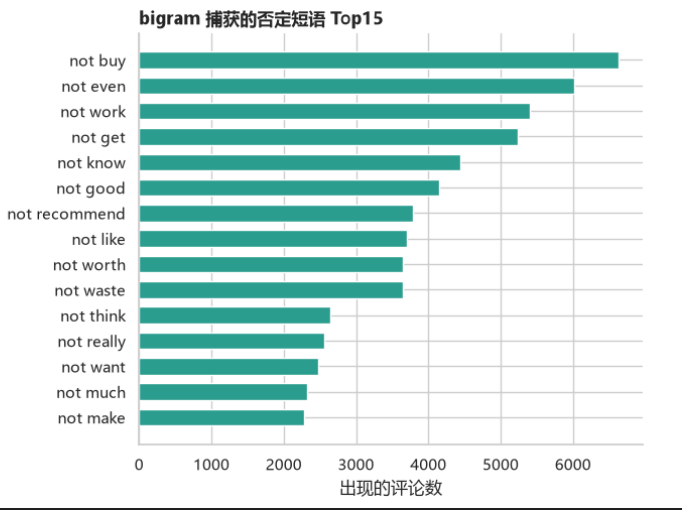 bigram 捕获的否定短语 Top15
not buy
not even
not work
not get
not know
not good
not recommend
not like
not worth
not waste
not think
not really
not want
not much
not make
0 1000 2000 3000 4000 5000 6000
出现的评论数